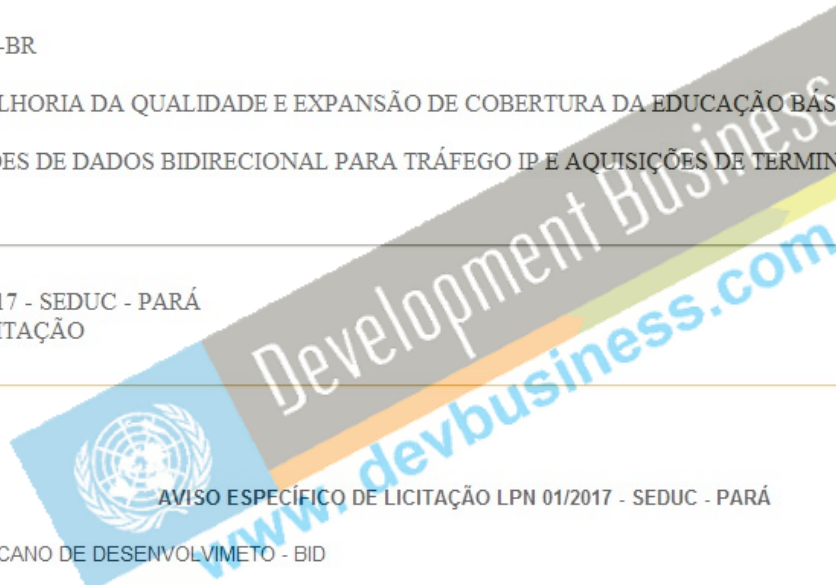 -BR
LHORIA DA QUALIDADE E EXPANSÃO DE COBERTURA DA EDUCAÇÃO BÁS
DES DE DADOS BIDIRECIONAL PARA TRÁFEGO IP E AQUISIÇÕES DE TERMIN
17 - SEDUC - PARÁ
ITAÇÃO
Development Business
www.devbusiness.com
AVISO ESPECÍFICO DE LICITAÇÃO LPN 01/2017 - SEDUC - PARÁ
CANO DE DESENVOLVIMETO - BID